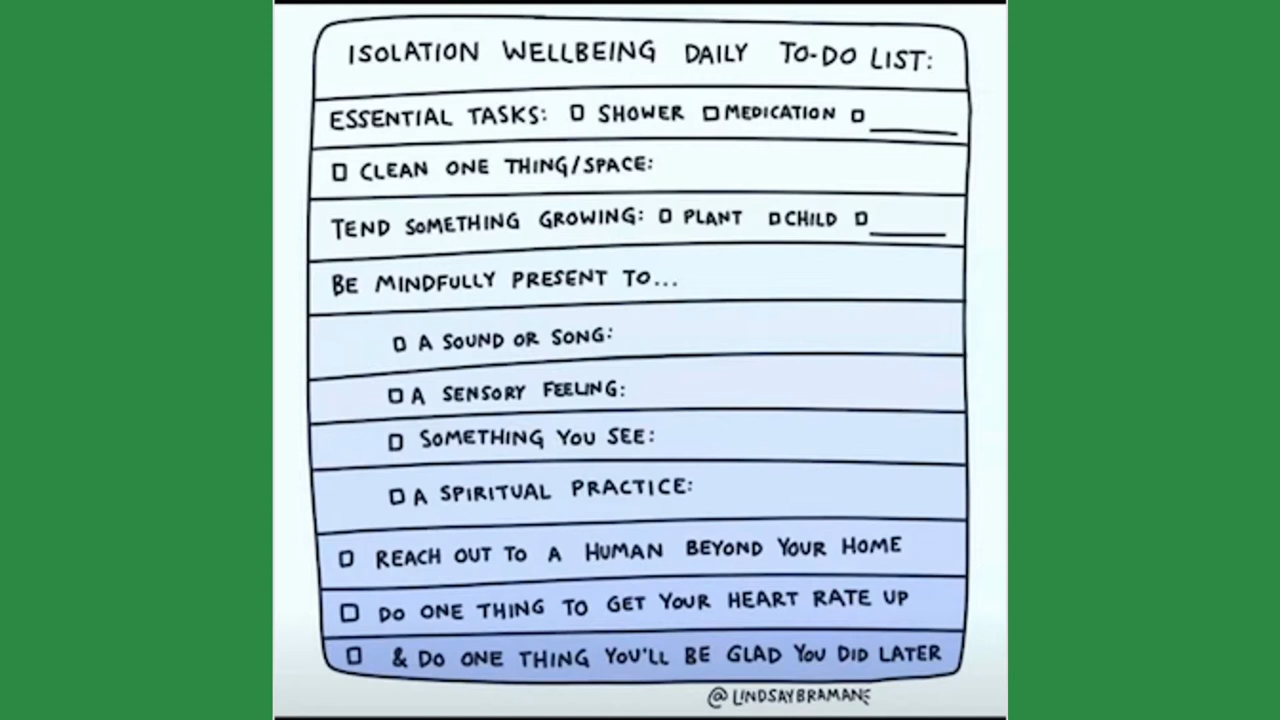 ISOLATION WELLBEING DAILY TO-DO LIST:
ESSENTIAL TASKS: SHOWER MEDICATION
CLEAN ONE THING/SPACE:
TEND SOMETHING GROWING: PLANT CHILD
BE MINDFULLY PRESENT TO...
A SOUND OR SONG:
A SENSORY FEELING:
SOMETHING YOU SEE:
A SPIRITUAL PRACTICE:
REACH OUT TO A HUMAN BEYOND YOUR HOME
DO ONE THING TO GET YOUR HEART RATE UP
& DO ONE THING YOU'LL BE GLAD YOU DID LATER
@LINDSAYBRAMAN